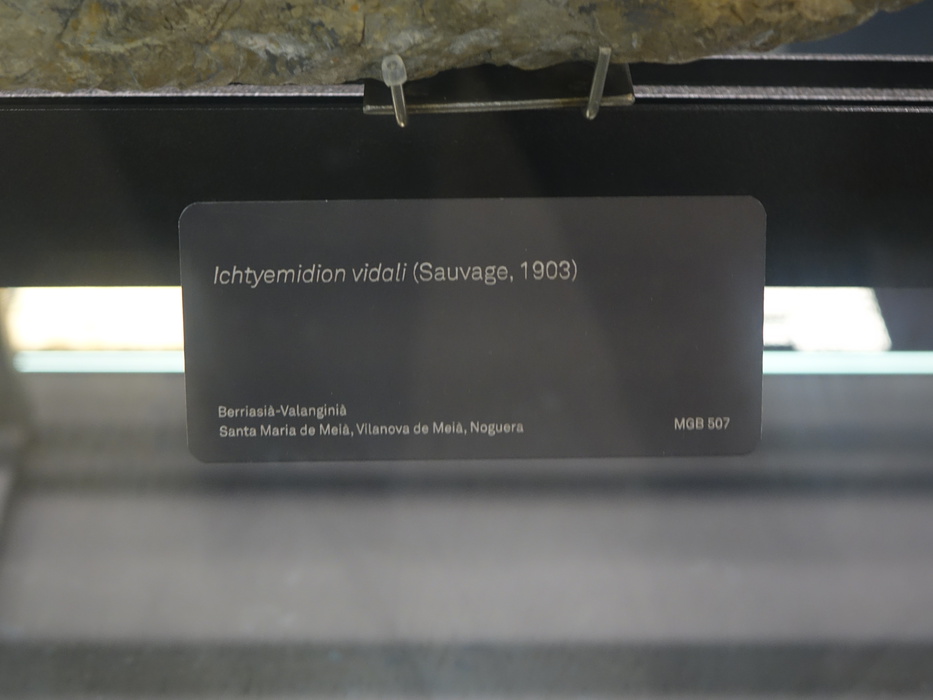 Ichtyemidion vidali (Sauvage, 1903)
Berriasià-Valanginià
Santa Maria de Meià, Vilanova de Meià, Noguera
MGB 507